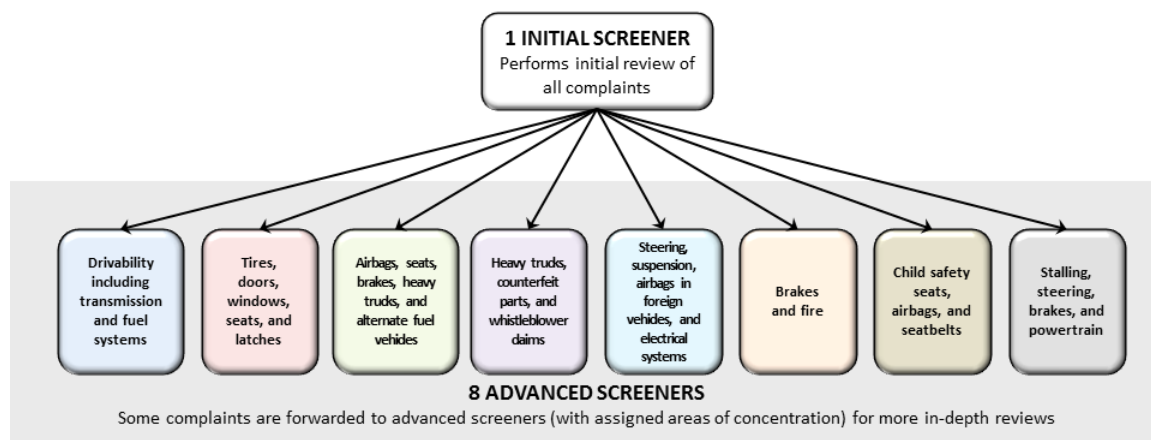 1 INITIAL SCREENER
Performs initial review of
all complaints
Drivability
including
transmission
and fuel
systems
Tires,
doors,
windows,
seats, and
latches
Airbags, seats,
brakes, heavy
trucks, and
alternate fuel
vehides
Heavy trucks,
counterfeit
parts, and
whistleblower
claims
Steering,
suspension,
airbags in
foreign
vehides, and
electrical
systems
Brakes
and fire
Child safety
seats,
airbags, and
seatbelts
Stalling,
steering,
brakes, and
powertrain
8 ADVANCED SCREENERS
Some complaints are forwarded to advanced screeners (with assigned areas of concentration) for more in-depth reviews